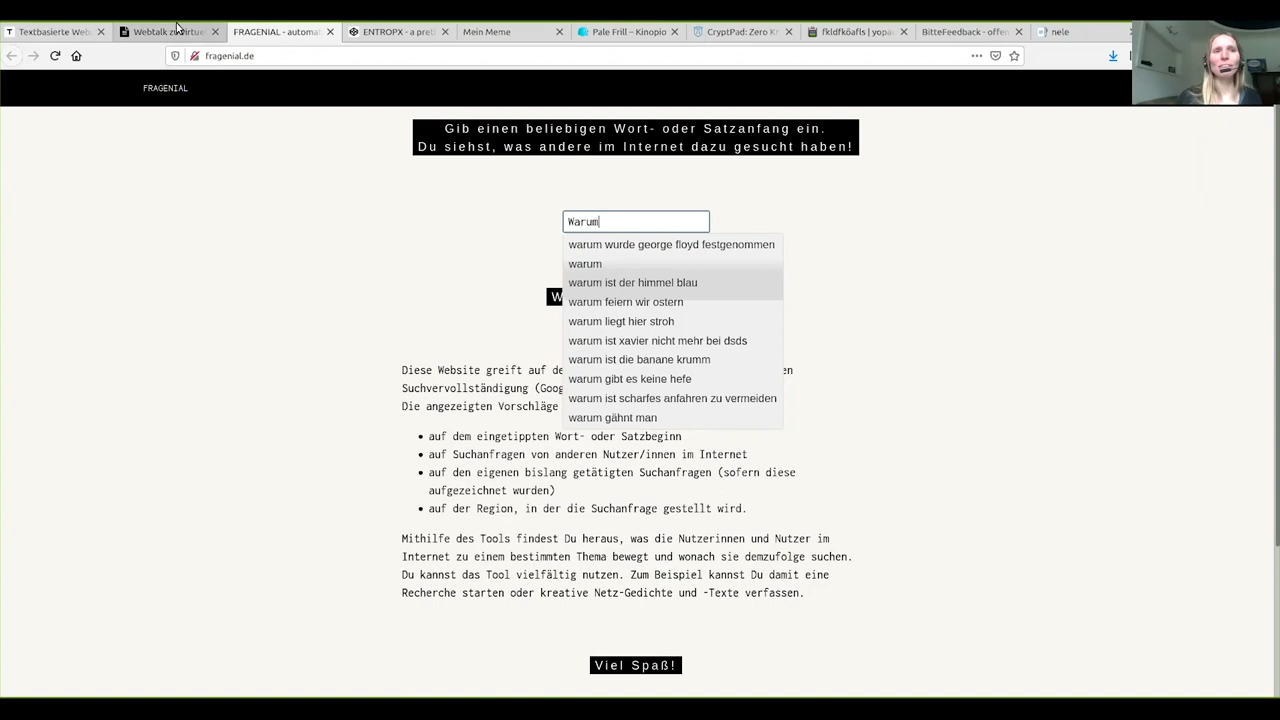 Textbasierte Web
Webtalk zu virtue
FRAGENIAL - automa
ENTROPX - a pret
Mein Meme
Pale Frill – Kinopio
CryptPad: Zero Kr
fkldfköafls | yopa
BitteFeedback - offen
nele
fragenial.de
FRAGENIAL
Gib einen beliebigen Wort- oder Satzanfang ein.
Du siehst, was andere im Internet dazu gesucht haben!
Warum
warum wurde george floyd festgenommen
warum
warum ist der himmel blau
W
warum feiern wir ostern
warum liegt hier stroh
warum ist xavier nicht mehr bei dsds
warum ist die banane krumm
Diese Website greift auf de en
warum gibt es keine hefe
Suchvervollständigung (Goog
warum ist scharfes anfahren zu vermeiden
Die angezeigten Vorschläge
warum gähnt man
• auf dem eingetippten Wort- oder Satzbeginn
• auf Suchanfragen von anderen Nutzer/innen im Internet
• auf den eigenen bislang getätigten Suchanfragen (sofern diese
aufgezeichnet wurden)
• auf der Region, in der die Suchanfrage gestellt wird.
Mithilfe des Tools findest Du heraus, was die Nutzerinnen und Nutzer im
Internet zu einem bestimmten Thema bewegt und wonach sie demzufolge suchen.
Du kannst das Tool vielfältig nutzen. Zum Beispiel kannst Du damit eine
Recherche starten oder kreative Netz-Gedichte und -Texte verfassen.
Viel Spaß!